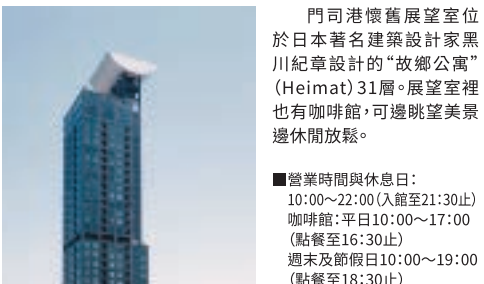 門司港懷舊展望室位
於日本著名建築設計家黑
川紀章設計的“故鄉公寓”
（Heimat）31層。展望室裡
也有咖啡館，可邊眺望美景
邊休閒放鬆。
■營業時間與休息日：
10：00～22：00（入館至21：30止）
咖啡館：平日10：00～17：00
（點餐至16：30止）
週末及節假日10：00～19：00
（點餐至18：30止）